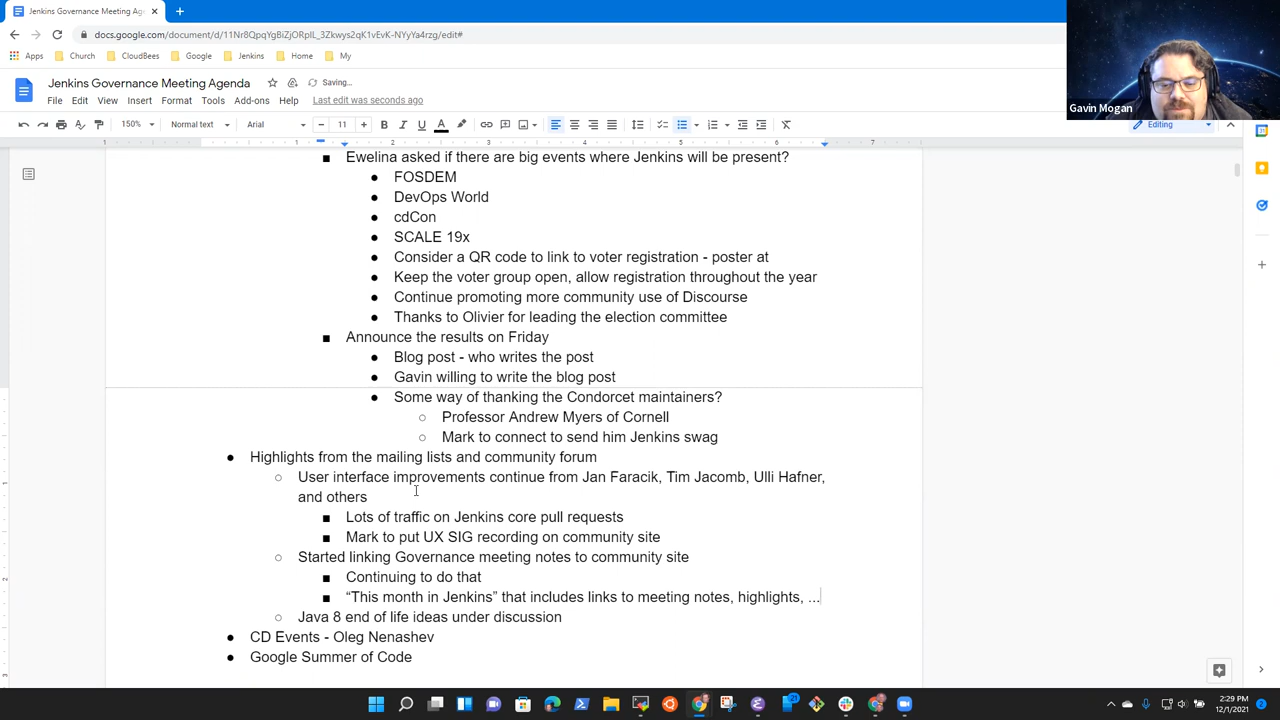 Jenkins Governance Meeting Ag
docs.google.com/document/d/11Nr8QpqYgBiZjORpIL_3Zkwys2qK1vEvK-NYyYa4rzg/edit#
Apps Church CloudBees Google Jenkins Home My
Gavin Mogan
Jenkins Governance Meeting Agenda Saving...
File Edit View Insert Format Tools Add-ons Help Last edit was seconds ago
150% Normal text Arial 11 Editing
1 1 2 3 4 5 6 7
Ewelina asked if there are big events where Jenkins will be present?
FOSDEM
DevOps World
cdCon
SCALE 19x
Consider a QR code to link to voter registration - poster at
Keep the voter group open, allow registration throughout the year
Continue promoting more community use of Discourse
Thanks to Olivier for leading the election committee
Announce the results on Friday
Blog post - who writes the post
Gavin willing to write the blog post
Some way of thanking the Condorcet maintainers?
Professor Andrew Myers of Cornell
Mark to connect to send him Jenkins swag
Highlights from the mailing lists and community forum
User interface improvements continue from Jan Faracik, Tim Jacomb, Ulli Hafner,
and others
Lots of traffic on Jenkins core pull requests
Mark to put UX SIG recording on community site
Started linking Governance meeting notes to community site
Continuing to do that
“This month in Jenkins” that includes links to meeting notes, highlights, ...
Java 8 end of life ideas under discussion
CD Events - Oleg Nenashev
Google Summer of Code
2:29 PM
12/1/2021